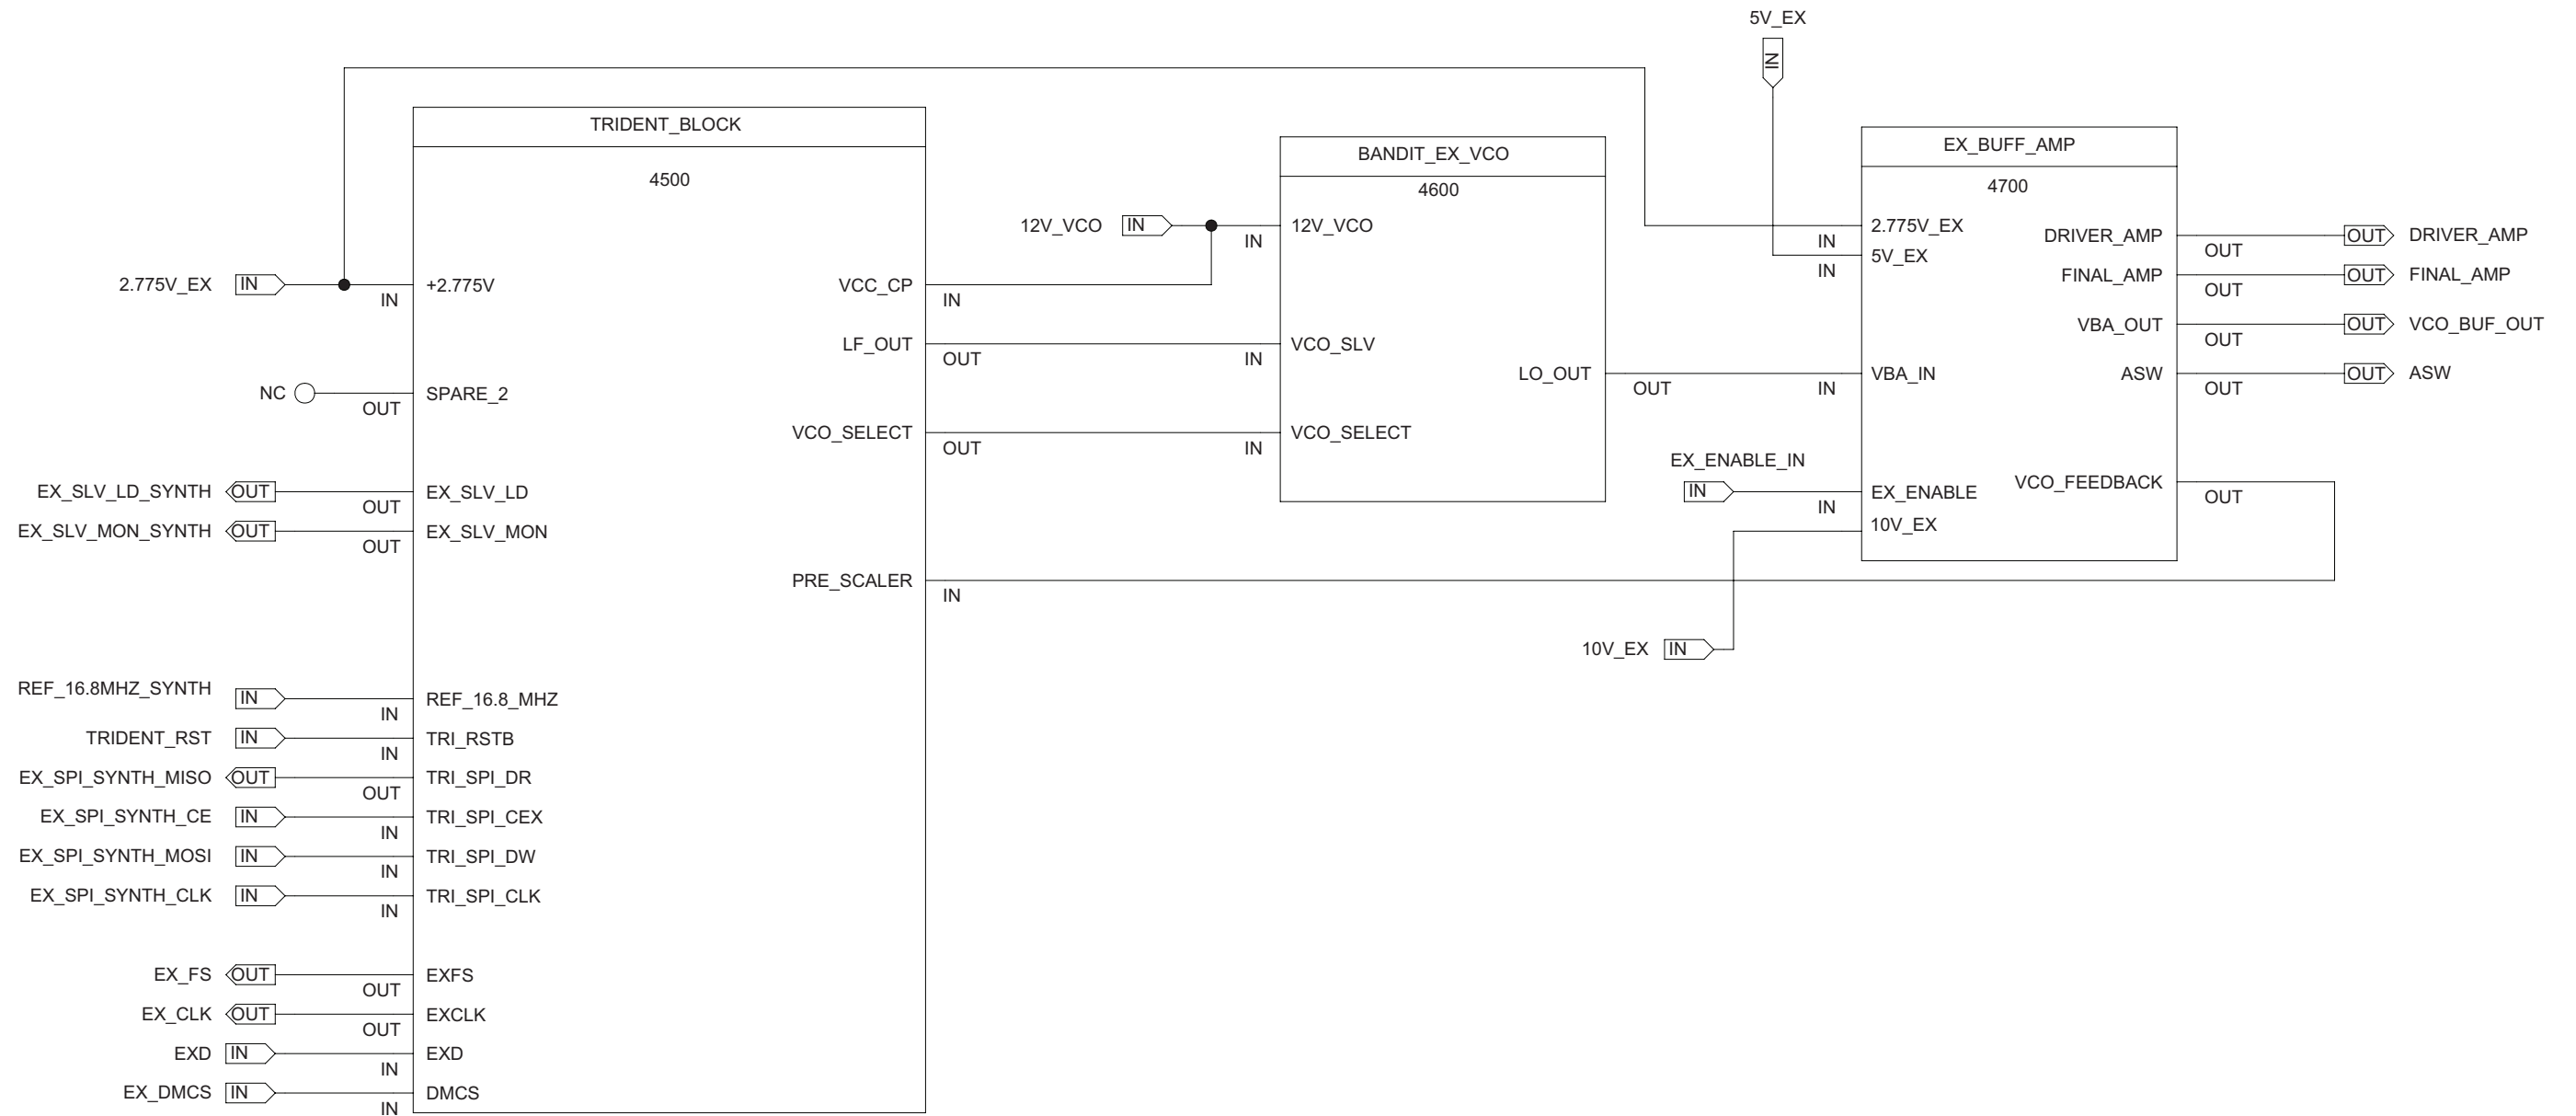 5V_EX
IN
TRIDENT_BLOCK
4500
2.775V_EX IN
IN
+2.775V
NC
OUT
SPARE_2
EX_SLV_LD_SYNTH OUT
OUT
EX_SLV_LD
EX_SLV_MON_SYNTH OUT
OUT
EX_SLV_MON
REF_16.8MHZ_SYNTH IN
IN
REF_16.8_MHZ
TRIDENT_RST IN
IN
TRI_RSTB
EX_SPI_SYNTH_MISO OUT
OUT
TRI_SPI_DR
EX_SPI_SYNTH_CE IN
IN
TRI_SPI_CEX
EX_SPI_SYNTH_MOSI IN
IN
TRI_SPI_DW
EX_SPI_SYNTH_CLK IN
IN
TRI_SPI_CLK
EX_FS OUT
OUT
EXFS
EX_CLK OUT
OUT
EXCLK
EXD IN
IN
EXD
EX_DMCS IN
IN
DMCS
VCC_CP
IN
LF_OUT
OUT
VCO_SELECT
OUT
PRE_SCALER
IN
BANDIT_EX_VCO
4600
12V_VCO IN
IN
12V_VCO
IN
VCO_SLV
IN
VCO_SELECT
LO_OUT
OUT
EX_BUFF_AMP
4700
IN
2.775V_EX
IN
5V_EX
IN
VBA_IN
EX_ENABLE_IN
IN
IN
EX_ENABLE
10V_EX
10V_EX IN
DRIVER_AMP
OUT
OUT DRIVER_AMP
FINAL_AMP
OUT
OUT FINAL_AMP
VBA_OUT
OUT
OUT VCO_BUF_OUT
ASW
OUT
OUT ASW
VCO_FEEDBACK
OUT